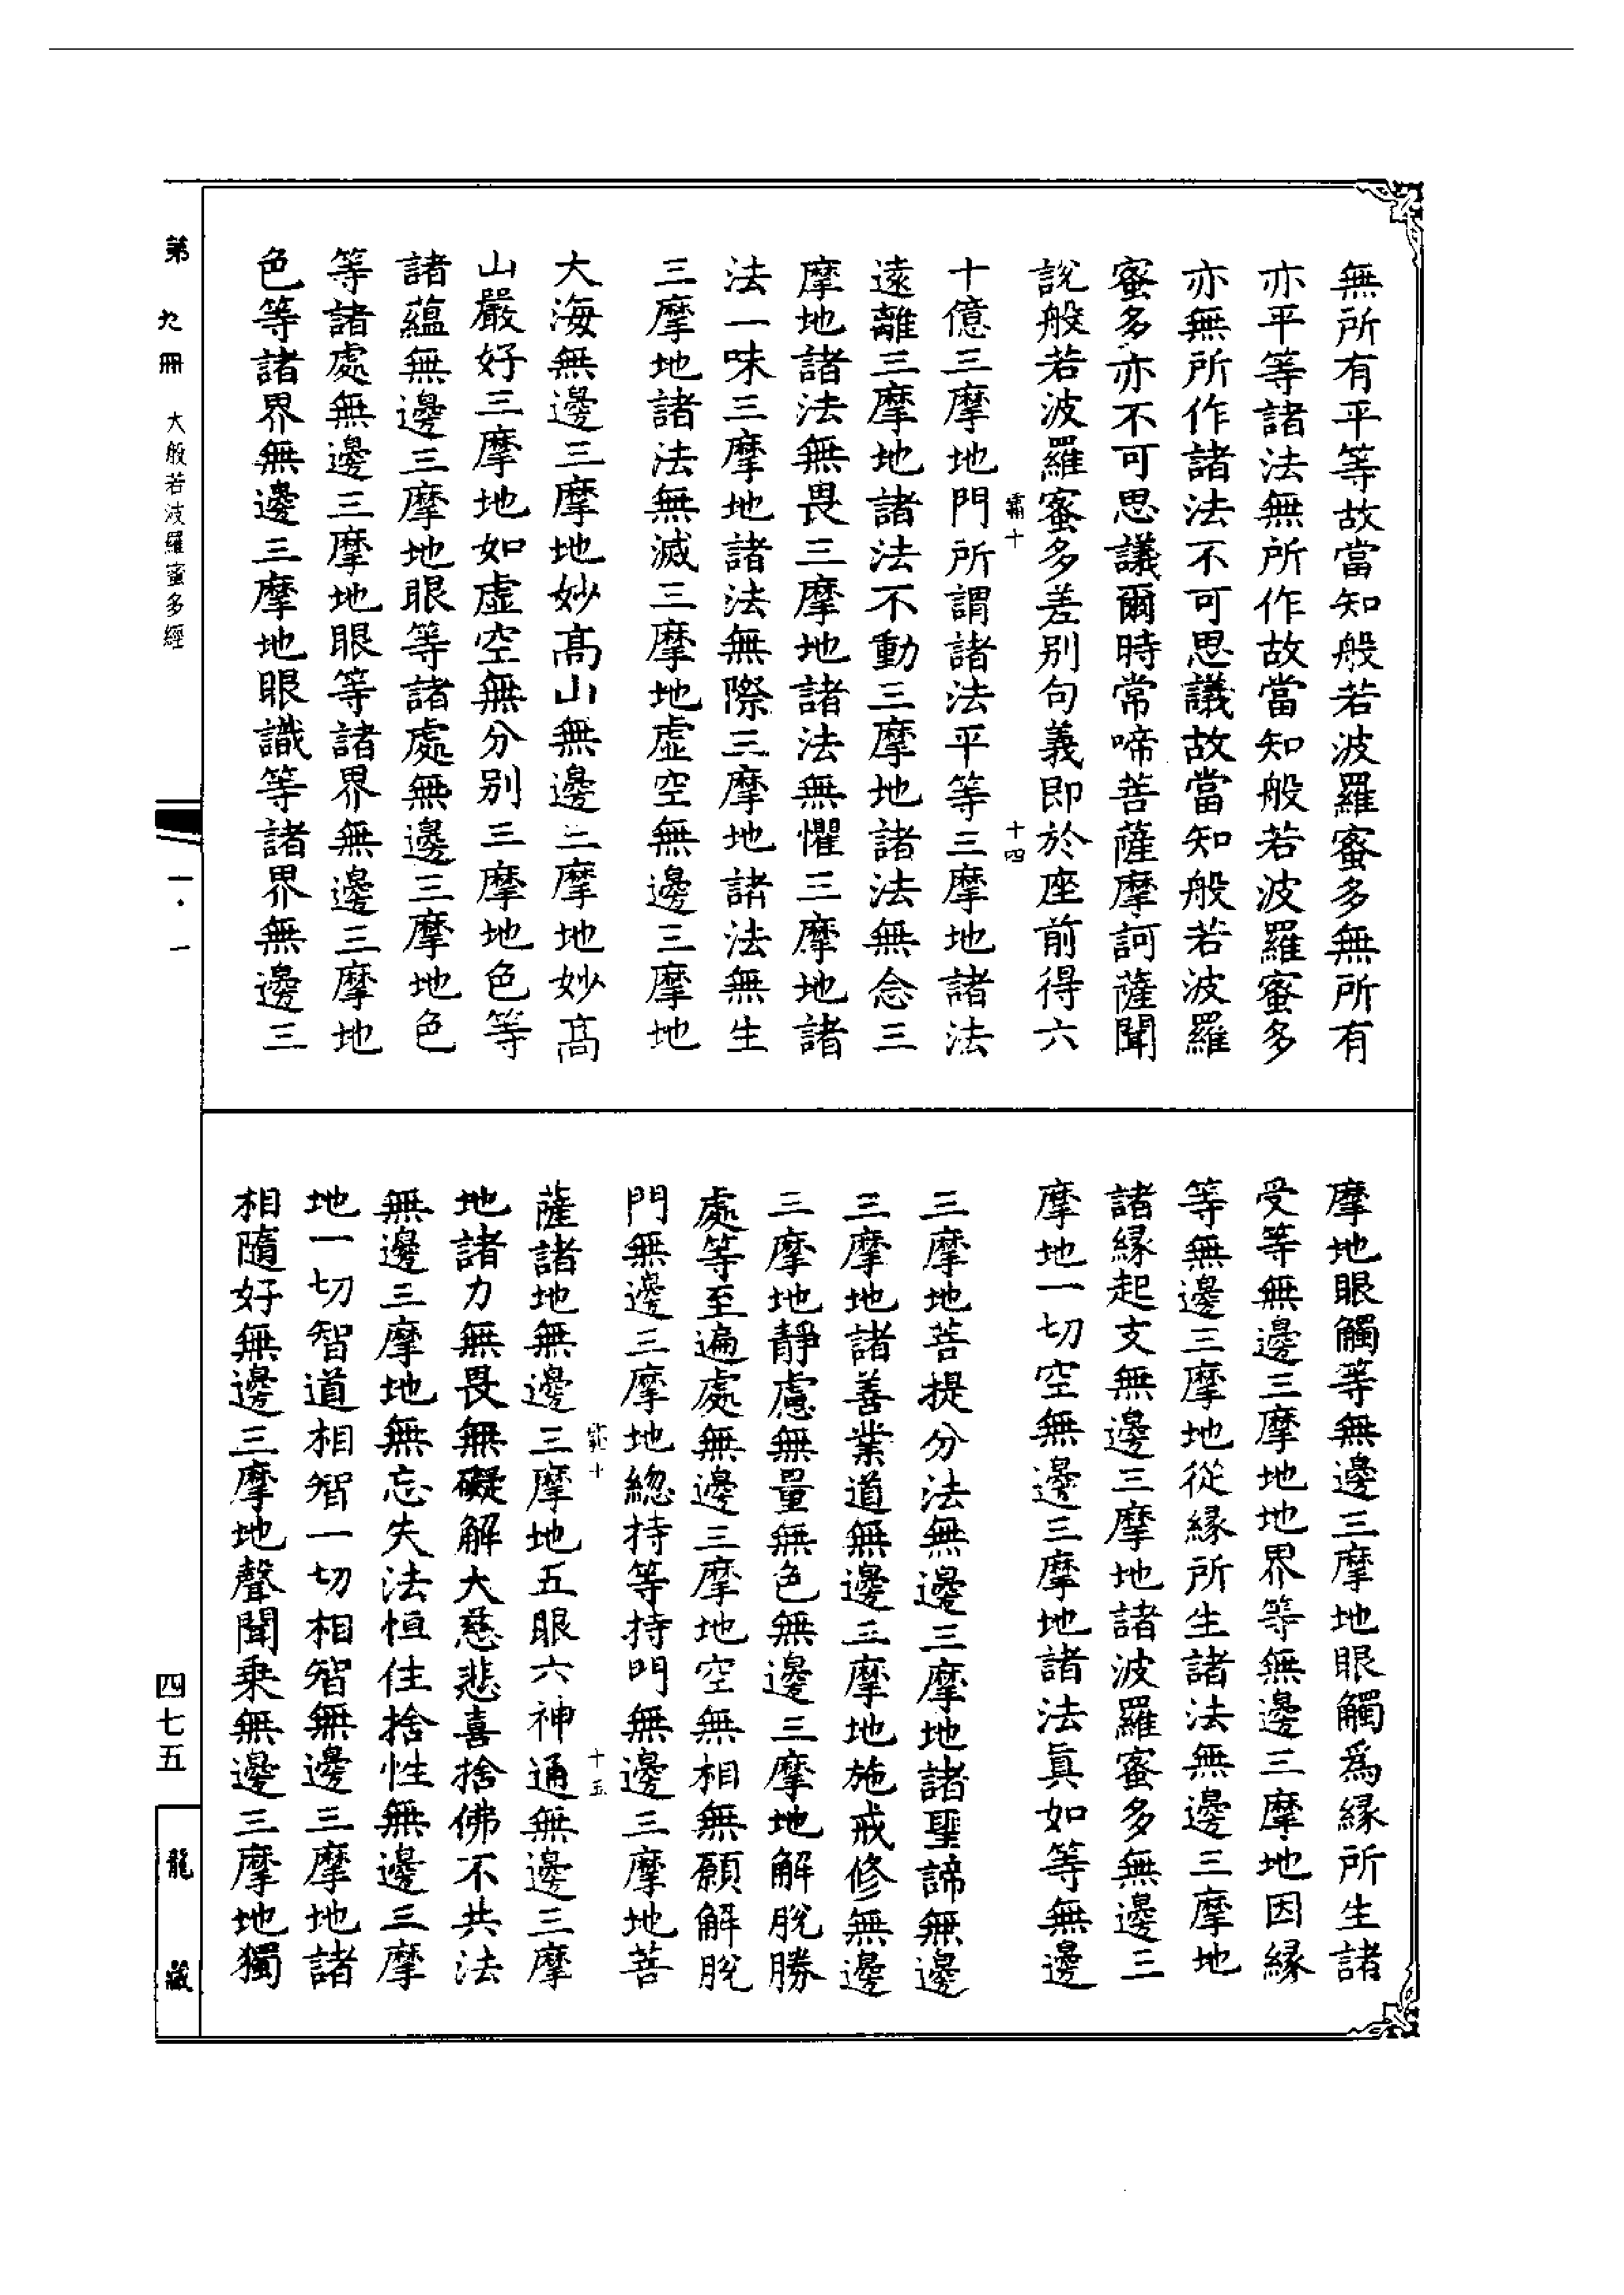 無所有平等故當知般若波羅蜜多無所有
亦平等諸法無所作故當知般若波羅蜜多
亦無所作諸法不可思議故當知般若波羅
蜜多亦不可思議爾時常啼菩薩摩訶薩聞
說般若波羅蜜多差别句義即於座前得六
霜十
十四
十億三摩地門所謂諸法平等三摩地諸法
遠離三摩地諸法不動三摩地諸法無念三
摩地諸法無畏三摩地諸法無懼三摩地諸
法一味三摩地諸法無際三摩地諸法無生
三摩地諸法無滅三摩地虛空無邊三摩地
大海無邊三摩地妙高山無邊三摩地妙高
山嚴好三摩地如虛空無分别三摩地色等
諸蘊無邊三摩地眼等諸處無邊三摩地色
等諸處無邊三摩地眼等諸界無邊三摩地
色等諸界無邊三摩地眼識等諸界無邊三
摩地眼觸等無邊三摩地眼觸爲緣所生諸
受等無邊三摩地地界等無邊三摩地因緣
等無邊三摩地從緣所生諸法無邊三摩地
諸緣起支無邊三摩地諸波羅蜜多無邊三
摩地一切空無邊三摩地諸法真如等無邊
三摩地菩提分法無邊三摩地諸聖諦無邊
三摩地諸善業道無邊三摩地施戒修無邊
三摩地靜慮無量無色無邊三摩地解脫勝
處等至遍處無邊三摩地空無相無願解脫
門無邊三摩地總持等持門無邊三摩地菩
霜十
十五
薩諸地無邊三摩地五眼六神通無邊三摩
地諸力無畏無礙解大慈悲喜捨佛不共法
無邊三摩地無忘失法恒住捨性無邊三摩
地一切智道相智一切相智無邊三摩地諸
相隨好無邊三摩地聲聞乘無邊三摩地獨
第九冊 大般若波羅蜜多經
一·一
四七五
龍藏